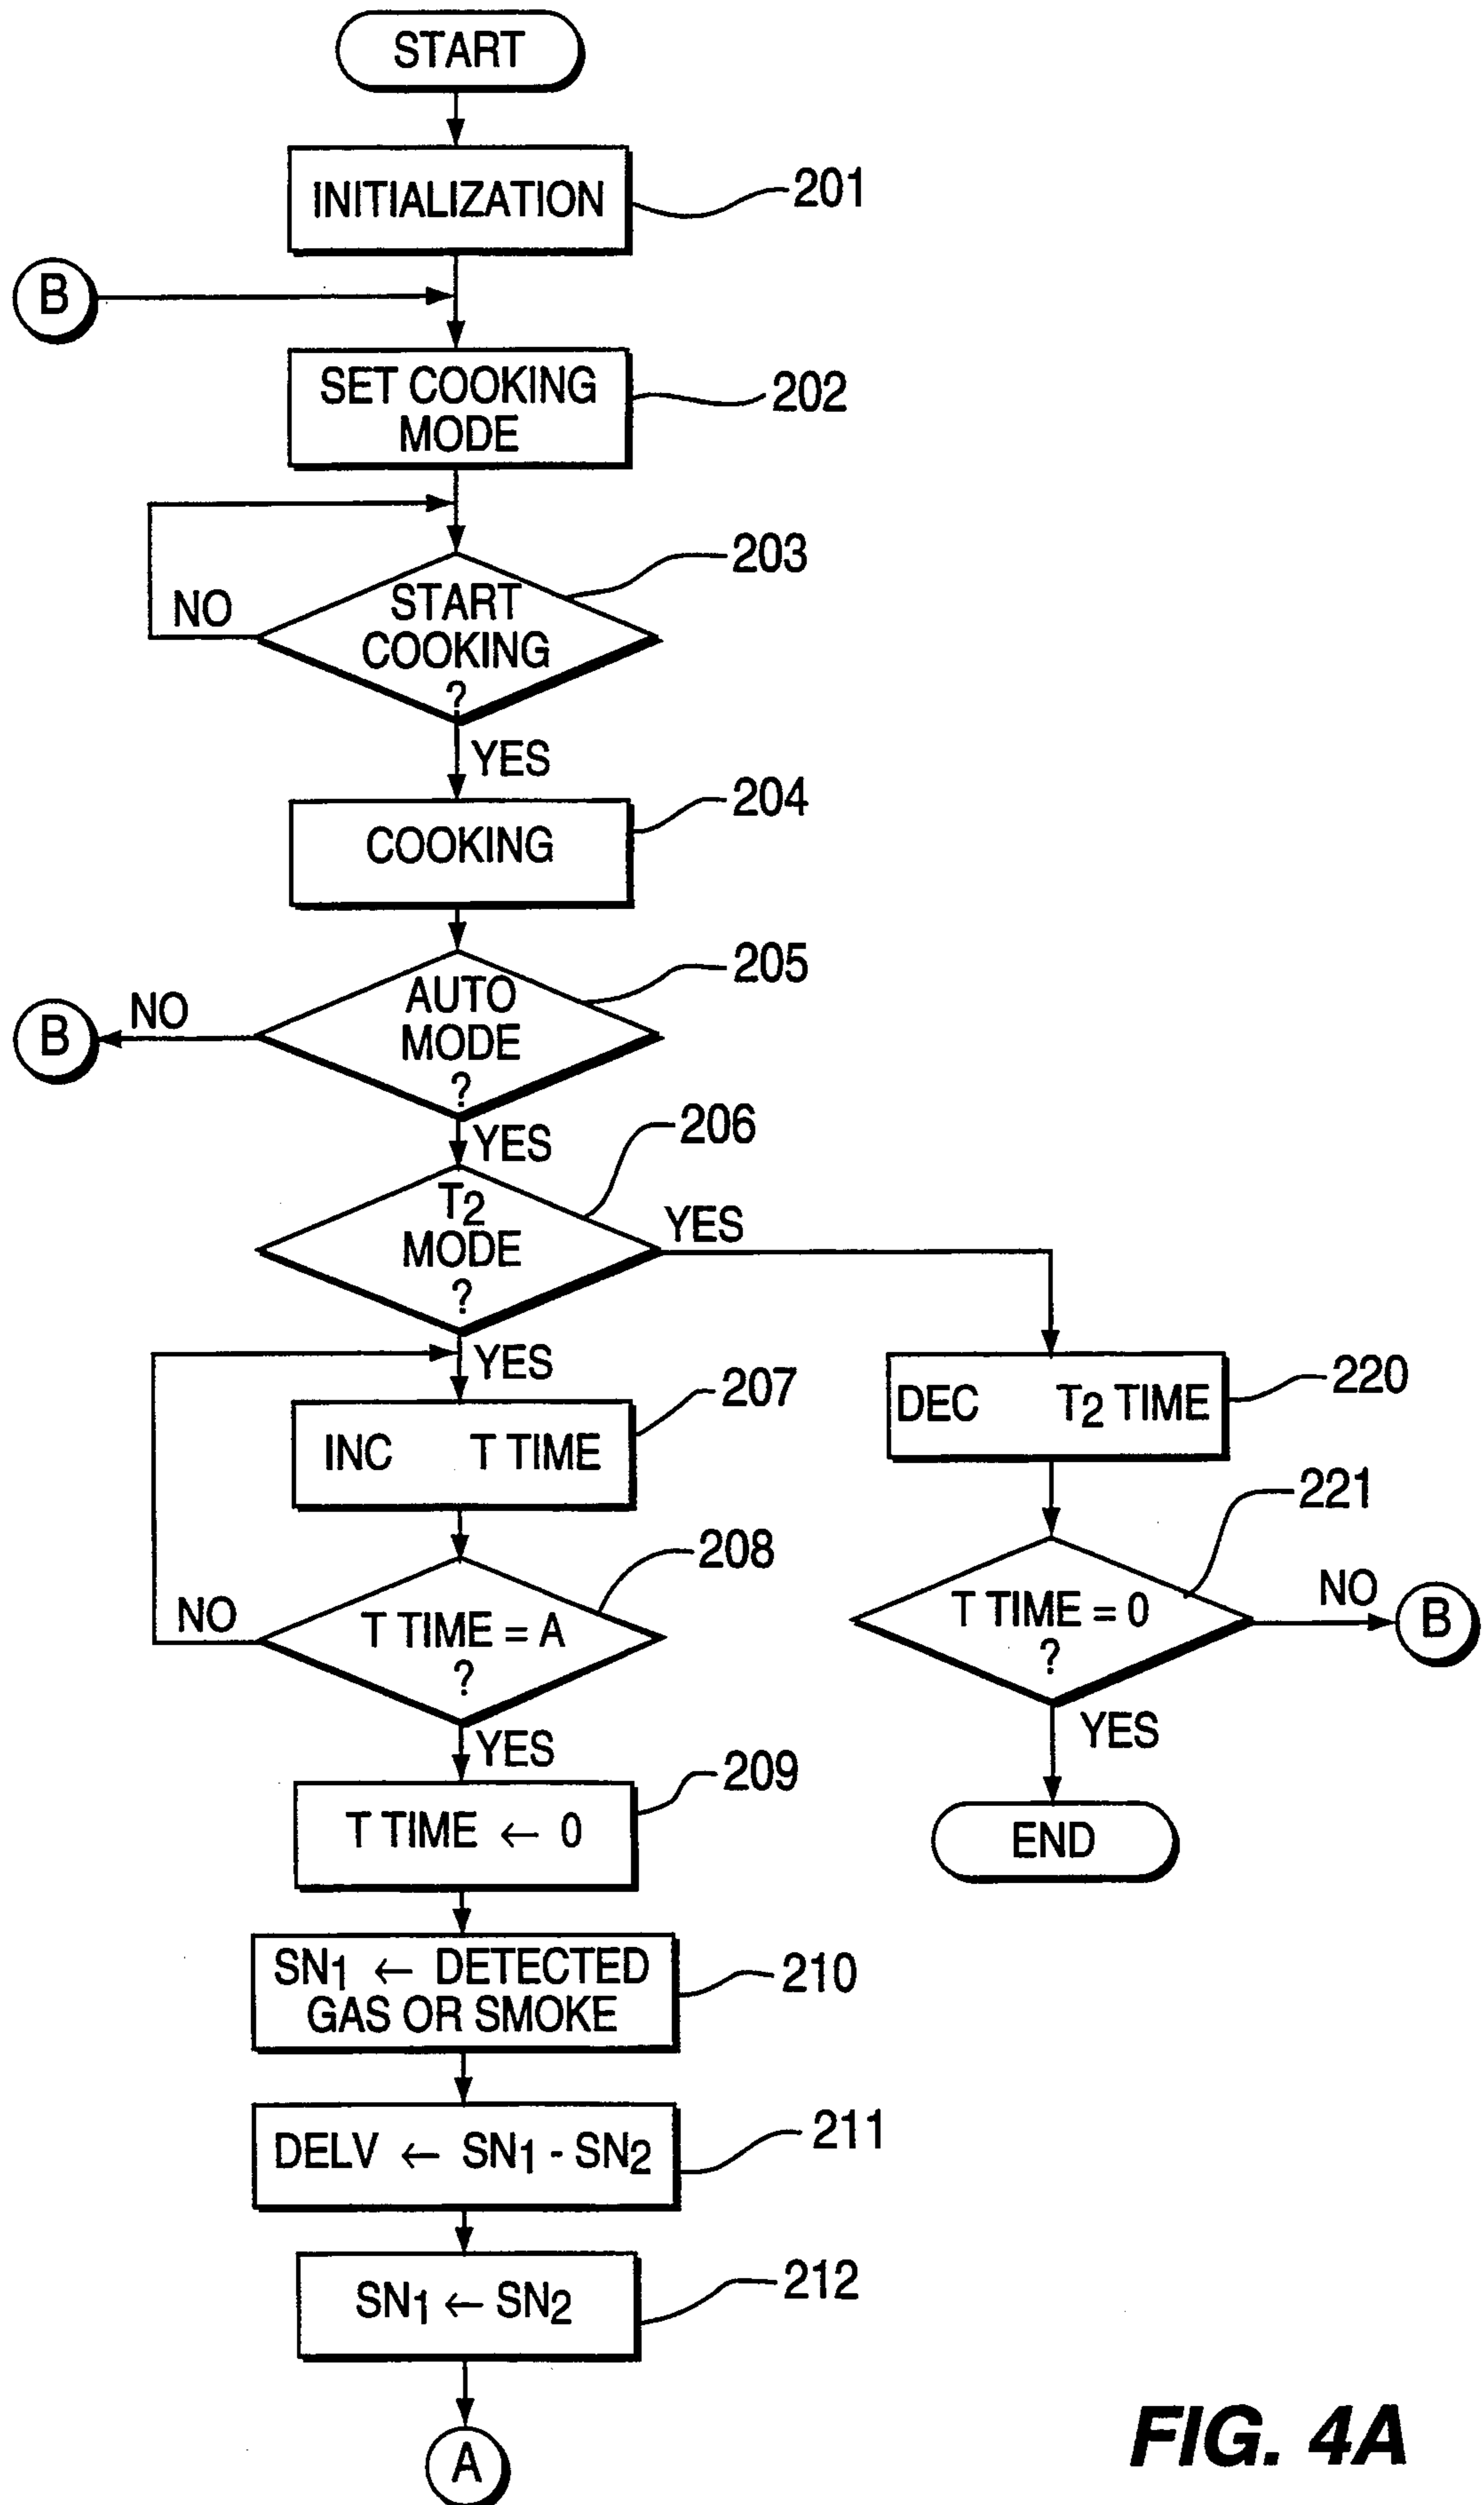 START
INITIALIZATION
201
B
SET COOKING
MODE
202
203
START
COOKING
?
NO
YES
204
COOKING
205
AUTO
MODE
?
NO
B
YES
206
T2
MODE
?
YES
YES
207
INC T TIME
DEC T2 TIME
220
208
T TIME = A
?
NO
221
T TIME = 0
?
NO
B
YES
YES
209
T TIME ← 0
END
SN1 ← DETECTED
GAS OR SMOKE
210
DELV ← SN1 - SN2
211
SN1 ← SN2
212
A
FIG. 4A